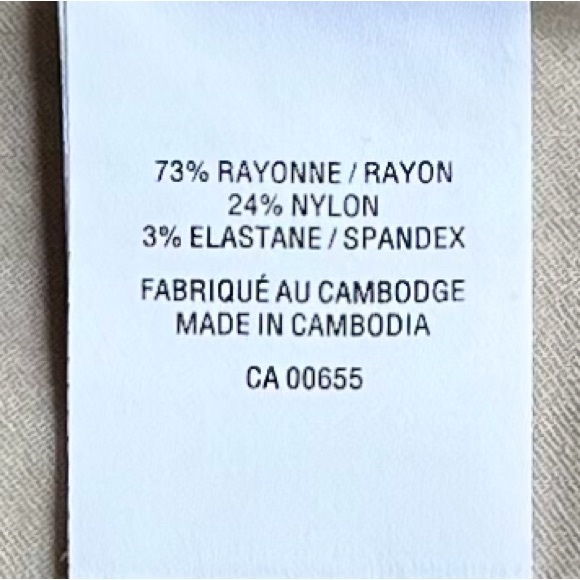 73% RAYONNE / RAYON
24% NYLON
3% ELASTANE / SPANDEX
FABRIQUÉ AU CAMBODGE
MADE IN CAMBODIA
CA 00655